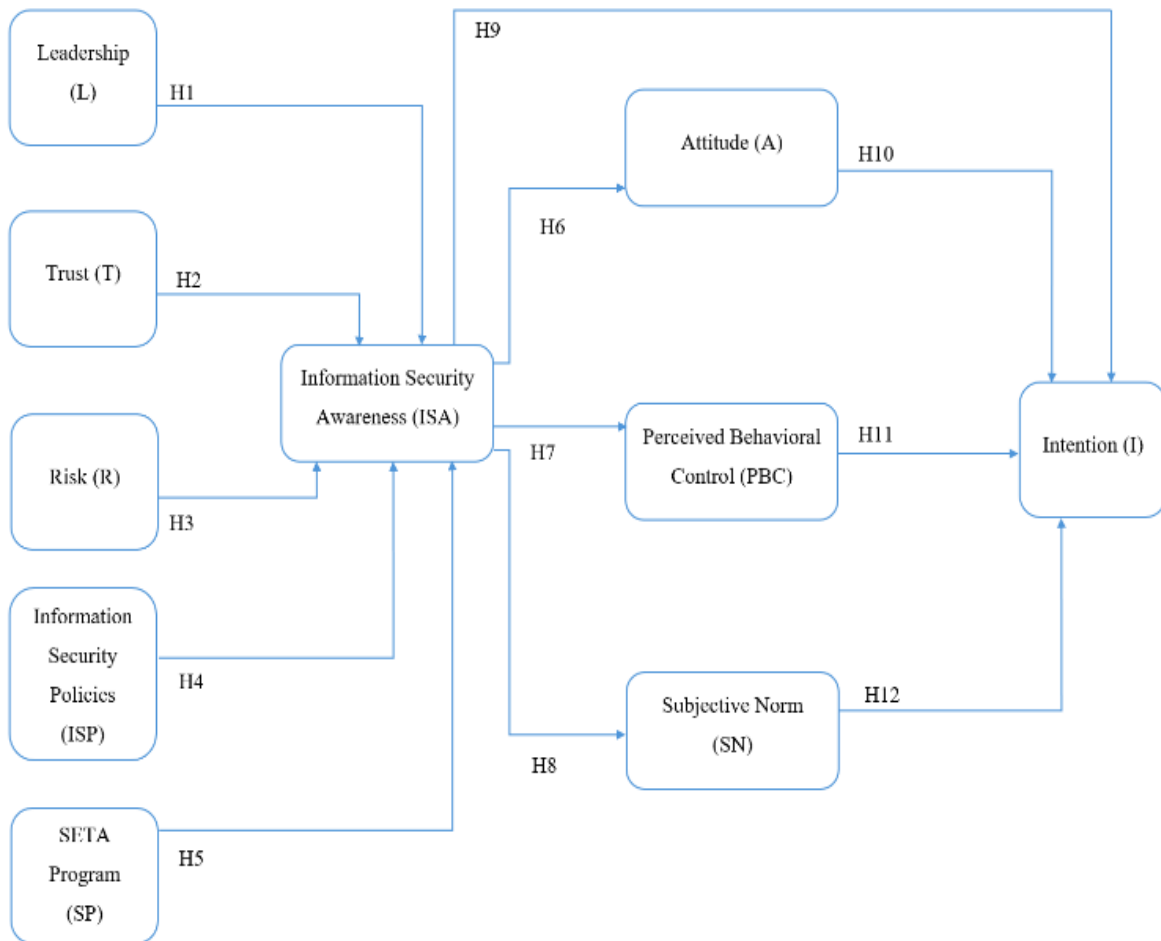 H9
Leadership
(L)
H1
Attitude (A)
H10
H6
Trust (T)
H2
Information Security
Awareness (ISA)
Perceived Behavioral
Control (PBC)
H11
Intention (I)
H7
Risk (R)
H3
Information
Security
Policies
(ISP)
H4
Subjective Norm
(SN)
H12
H8
SETA
Program
(SP)
H5